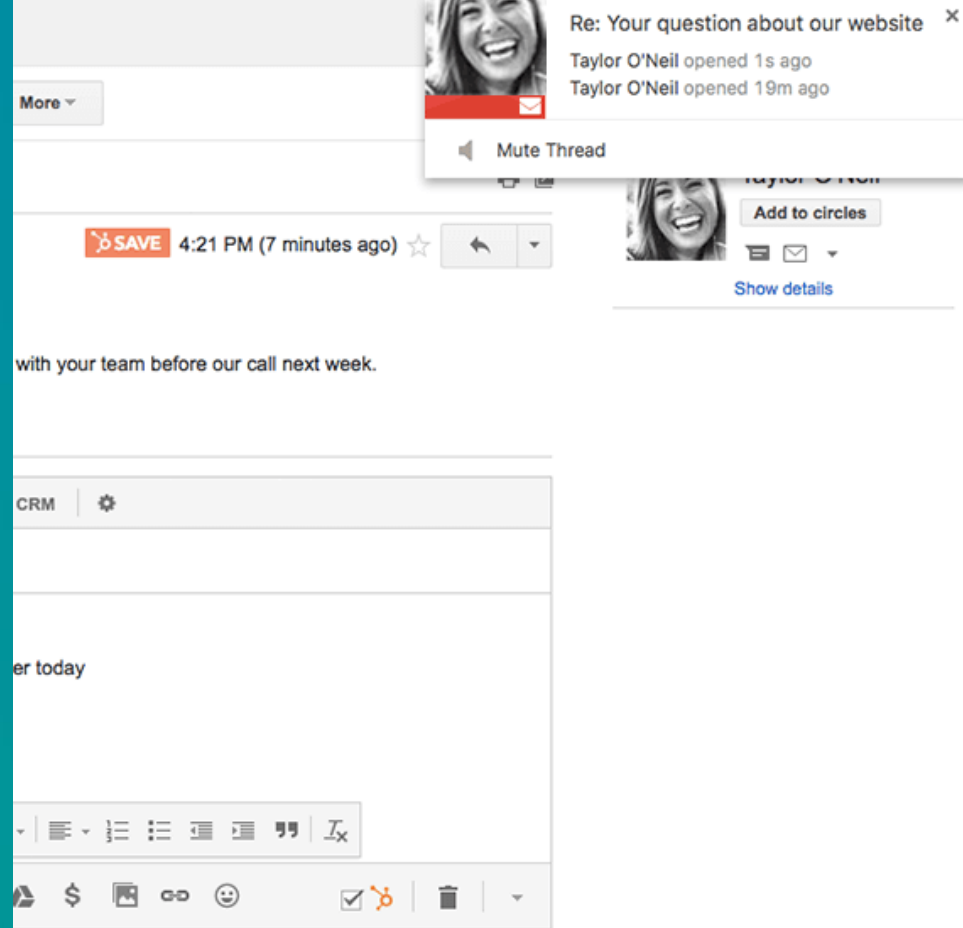 Re: Your question about our website
Taylor O'Neil opened 1s ago
Taylor O'Neil opened 19m ago
More
Mute Thread
Taylor O'Neil
SAVE 4:21 PM (7 minutes ago)
Add to circles
Show details
with your team before our call next week.
CRM
er today